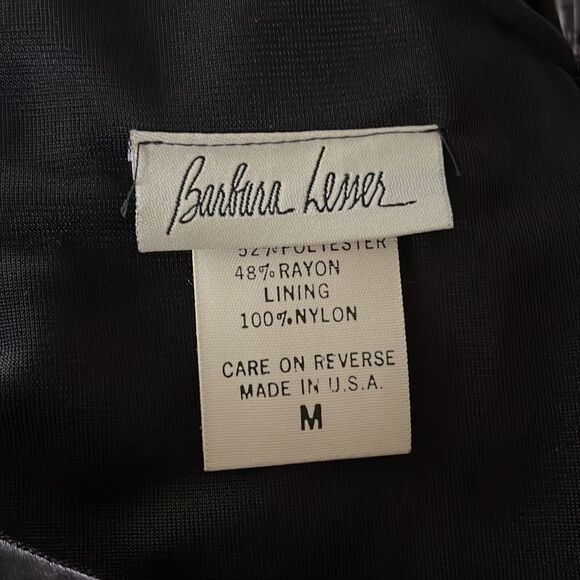 Barbara Lesser
52% POLYESTER
48% RAYON
LINING
100% NYLON
CARE ON REVERSE
MADE IN U.S.A.
M